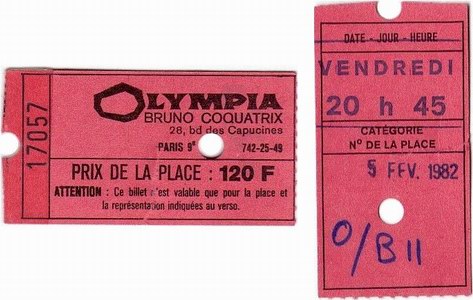 17057
OLYMPIA
BRUNO COQUATRIX
28, bd des Capucines
PARIS 9e 742-25-49
PRIX DE LA PLACE : 120 F
ATTENTION : Ce billet n'est valable que pour la place et
la représentation indiquées au verso.
DATE - JOUR - HEURE
VENDREDI
20 h 45
CATÉGORIE
No DE LA PLACE
5 FEV. 1982
O/B 11